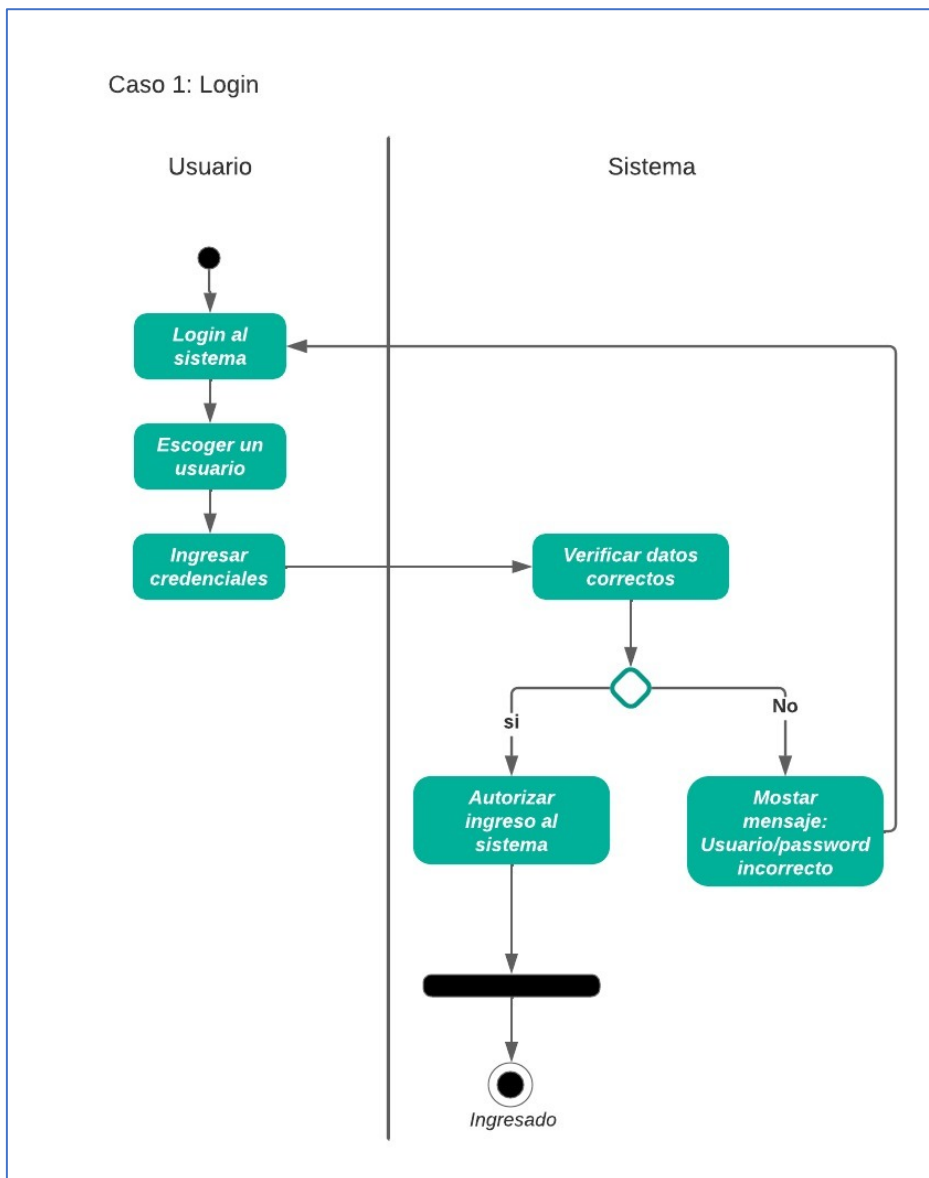 Caso 1: Login
Usuario
Sistema
Login al
sistema
Escoger un
usuario
Ingresar
credenciales
Verificar datos
correctos
si
No
Autorizar
ingreso al
sistema
Mostar
mensaje:
Usuario/password
incorrecto
Ingresado